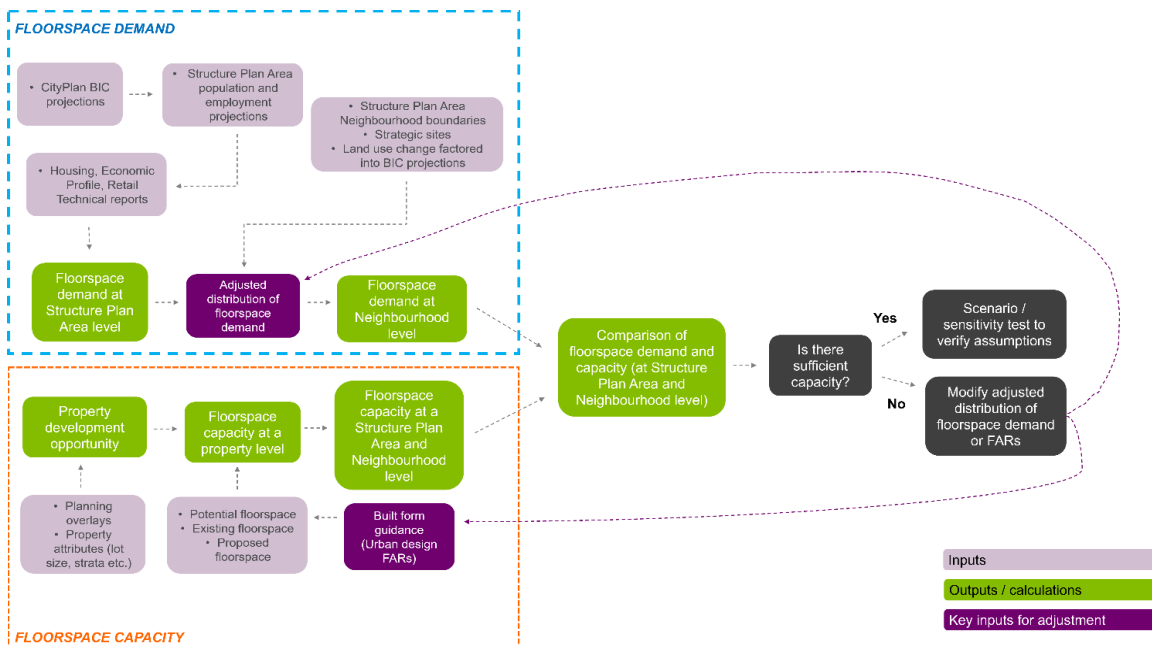 FLOORSPACE DEMAND
• CityPlan BIC
projections
• Structure Plan Area
population and
employment
projections
• Structure Plan Area
Neighbourhood boundaries
• Strategic sites
• Land use change factored
into BIC projections
• Housing, Economic
Profile, Retail
Technical reports
Floorspace
demand at
Structure Plan
Area level
Adjusted
distribution of
floorspace
demand
Floorspace
demand at
Neighbourhood
level
Comparison of
floorspace demand and
capacity (at Structure
Plan Area and
Neighbourhood level)
Is there
sufficient
capacity?
Yes
Scenario /
sensitivity test to
verify assumptions
No
Modify adjusted
distribution of
floorspace demand
or FARs
Property
development
opportunity
Floorspace
capacity at a
property level
Floorspace
capacity at a
Structure Plan
Area and
Neighbourhood
level
• Planning
overlays
• Property
attributes (lot
size, strata etc.)
• Potential floorspace
• Existing floorspace
• Proposed
floorspace
Built form
guidance
(Urban design
FARs)
FLOORSPACE CAPACITY
Inputs
Outputs / calculations
Key inputs for adjustment